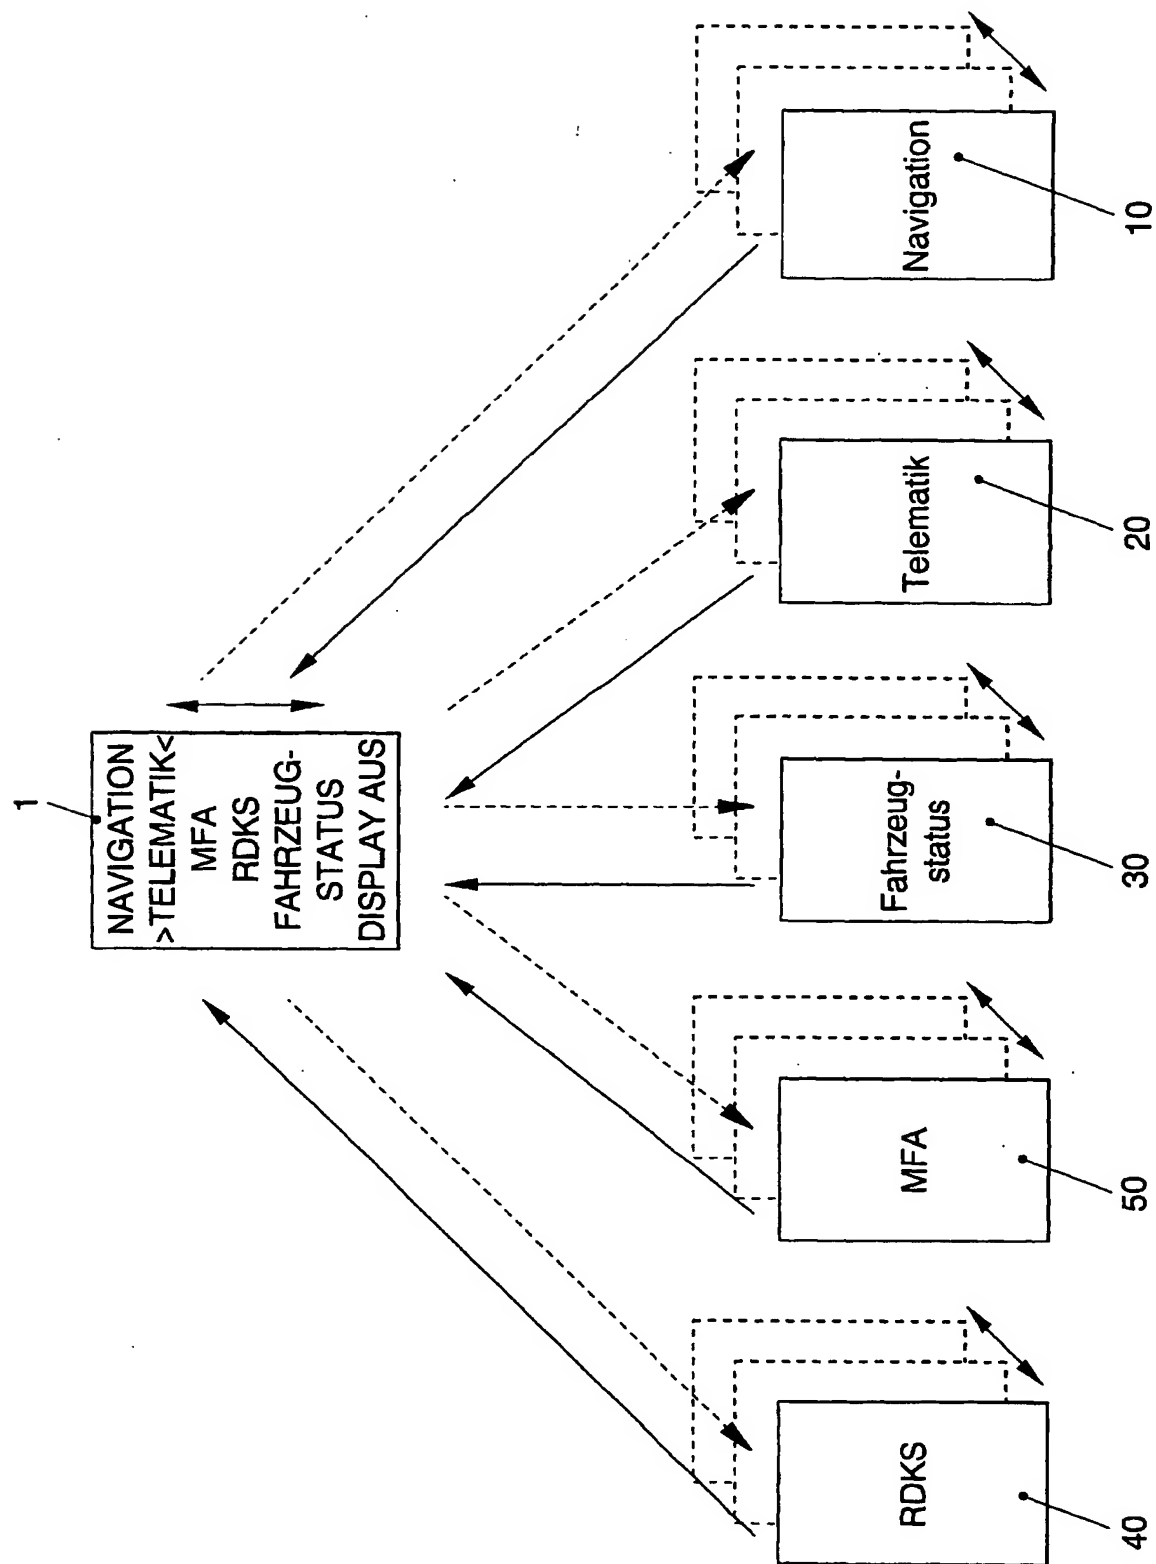 1
NAVIGATION
>TELEMATIK<
MFA
RDKS
FAHRZEUG-
STATUS
DISPLAY AUS
RDKS
MFA
Fahrzeug-
status
Telematik
Navigation
40
50
30
20
10